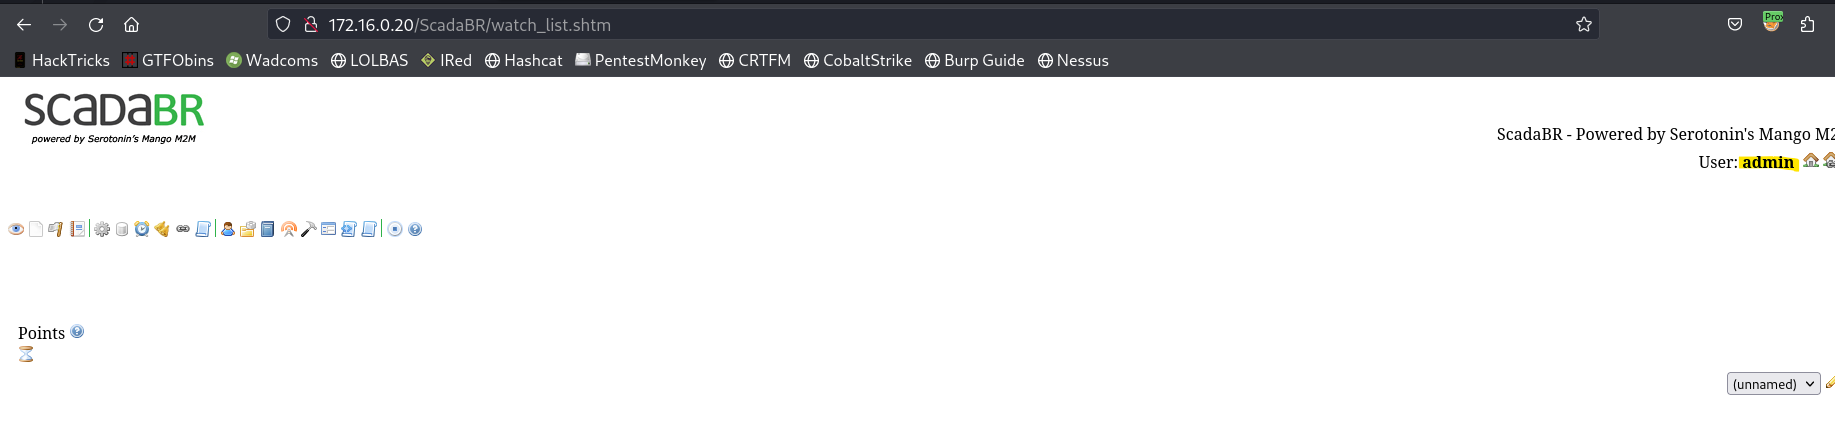 172.16.0.20/ScadaBR/watch_list.shtm
Prox
HackTricks GTFObins Wadcoms LOLBAS IRed Hashcat PentestMonkey CRTFM CobaltStrike Burp Guide Nessus
scadaBR
powered by Serotonin's Mango M2M
ScadaBR - Powered by Serotonin's Mango M2
User: admin
Points
(unnamed)